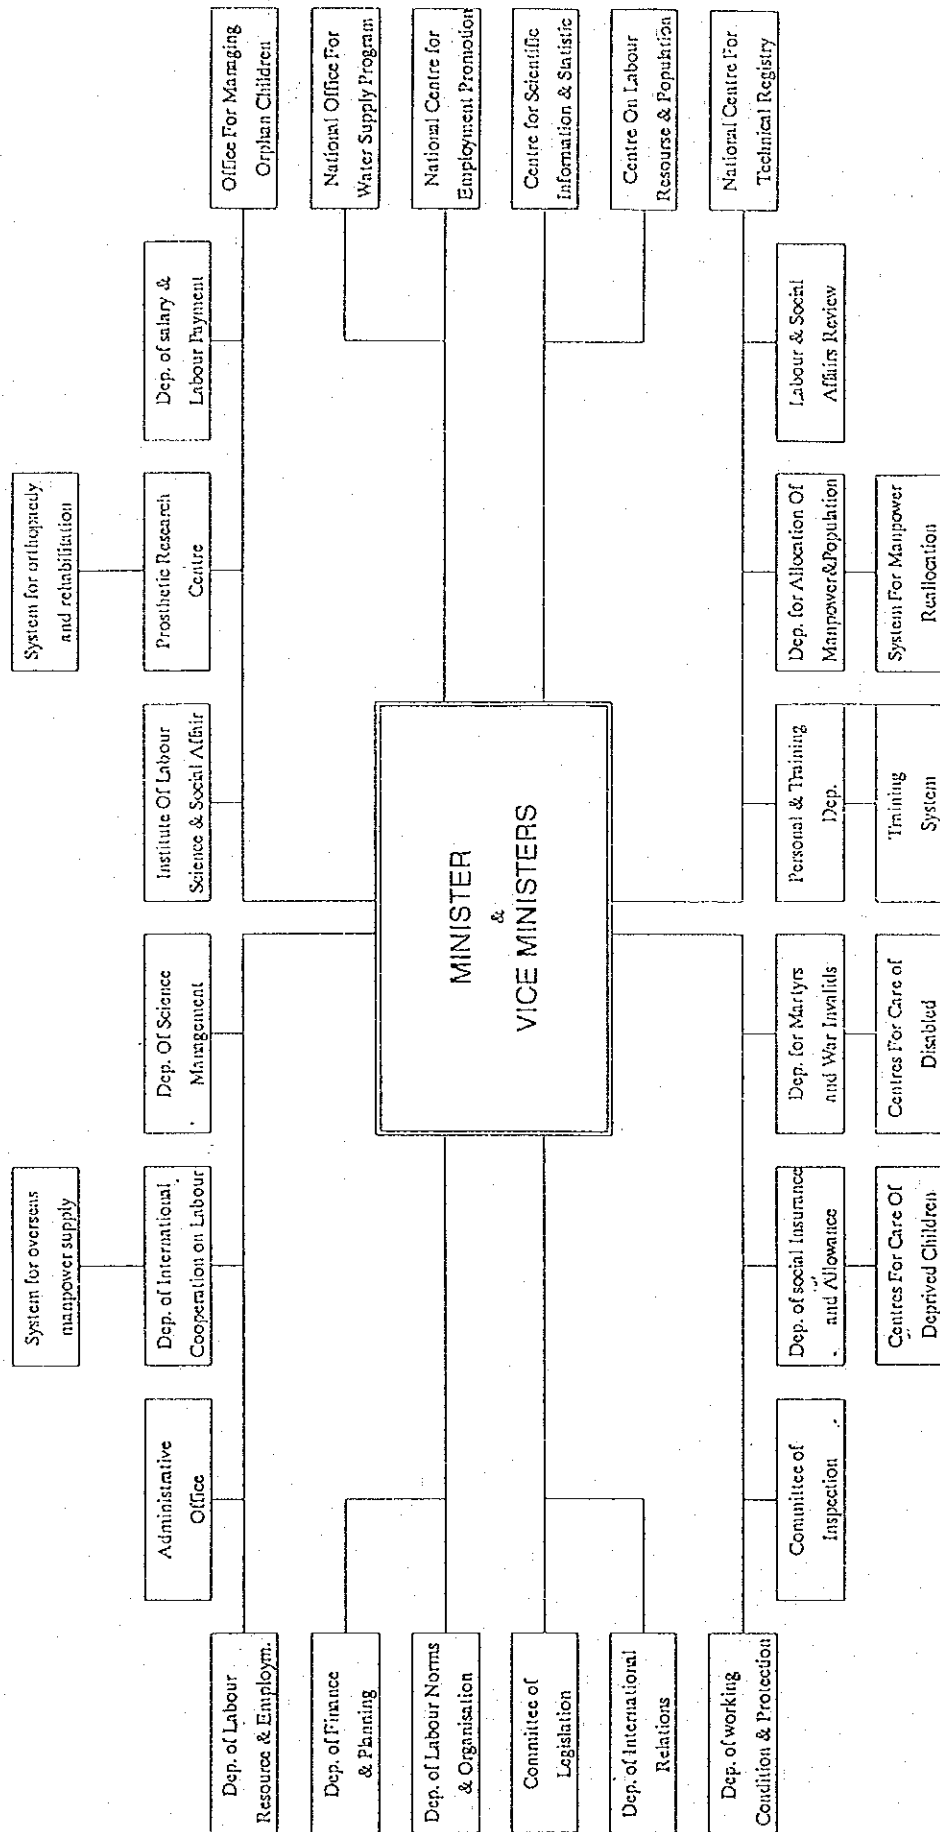 System for overseas
manpower supply
System for orthopaedy
and rehabilitation
Administrative
Office
Dep. of International
Cooperation on Labour
Dep. Of Science
Management
Institute Of Labour
Science & Social Affair
Prosthetic Research
Centre
Dep. of salary &
Labour Payment
Dep. of Labour
Resource & Employm.
Dep. of Finance
& Planning
Dep. of Labour Norms
& Organisation
Committee of
Legislation
Dep. of International
Relations
Dep. of working
Condition & Protection
MINISTER
&
VICE MINISTERS
Office For Managing
Orphan Children
National Office For
Water Supply Program
National Centre for
Employment Promotion
Centre for Scientific
Information & Statistic
Centre On Labour
Resourse & Population
National Centre For
Technical Registry
Committee of
Inspection
Dep. of social Insurance
and Allowance
Dep. for Martyrs
and War Invalids
Personal & Training
Dep.
Dep. for Allocation Of
Manpower&Population
Labour & Social
Affairs Review
Centres For Care Of
Deprived Children
Centres For Care of
Disabled
Training
System
System For Manpower
Reallocation